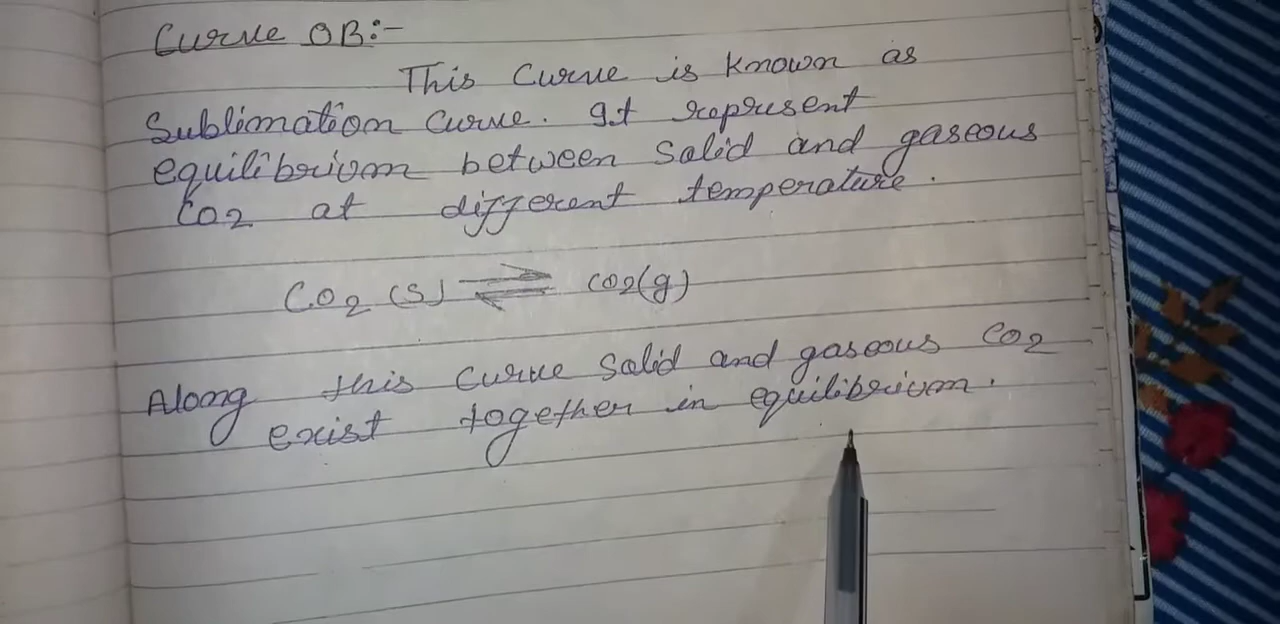 Curve OB:-
This Curve is known as
Sublimation curve. It represent
equilibrium between Solid and gaseous
CO2 at different temperature.
CO2 (S) ⇌ CO2(g)
Along this Curve Solid and gaseous CO2
exist together in equilibrium.